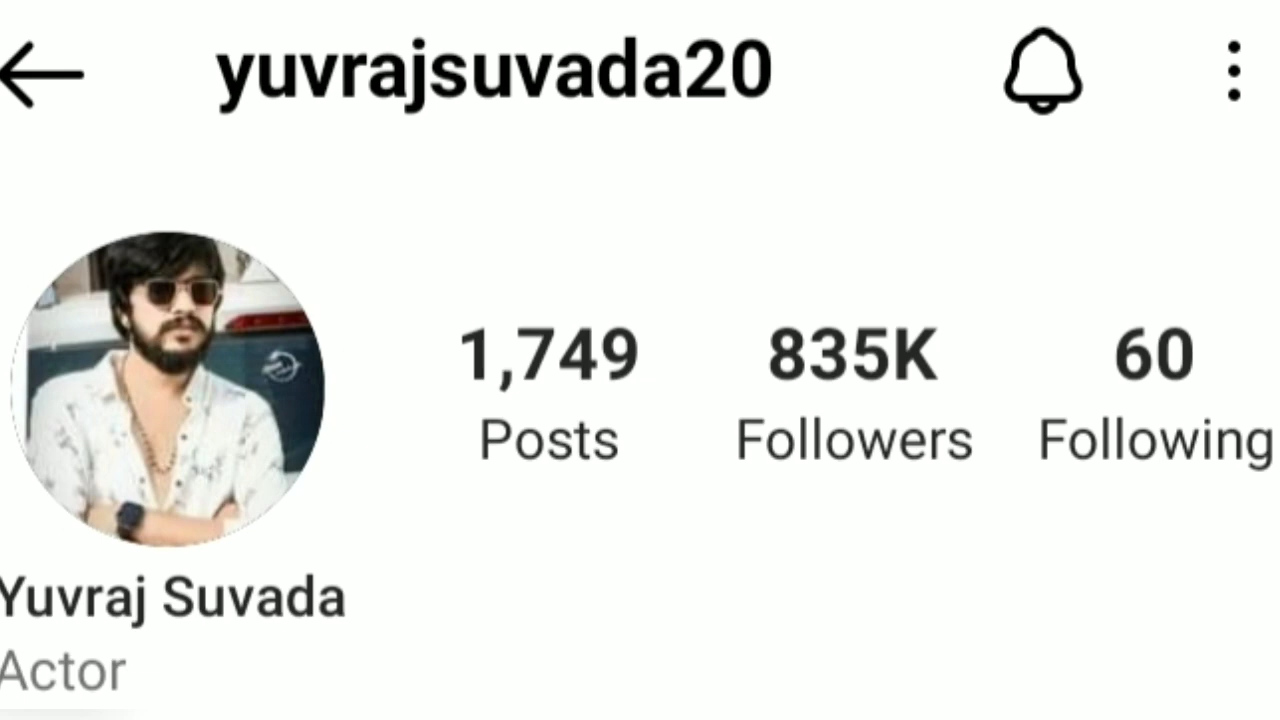 yuvrajsuvada20
1,749 835K 60
Posts Followers Following
Yuvraj Suvada
Actor